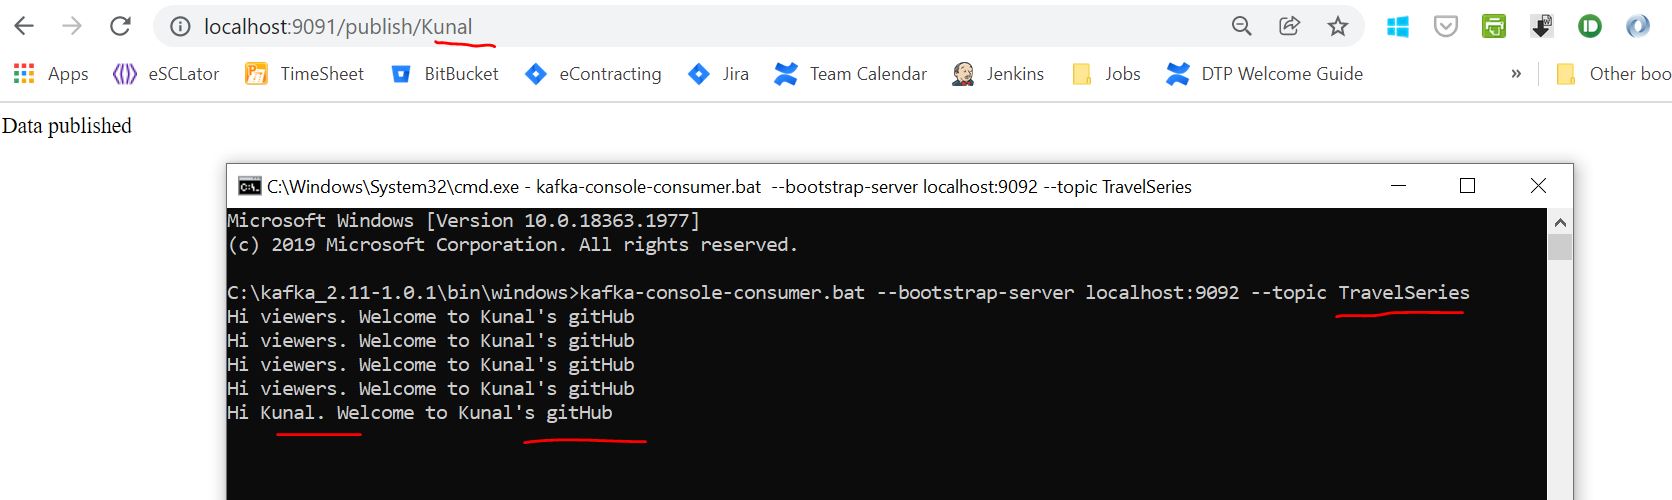 localhost:9091/publish/Kunal
Apps eSCLator TimeSheet BitBucket eContracting Jira Team Calendar Jenkins Jobs DTP Welcome Guide » Other boo
Data published
C:\Windows\System32\cmd.exe - kafka-console-consumer.bat  --bootstrap-server localhost:9092 --topic TravelSeries
Microsoft Windows [Version 10.0.18363.1977]
(c) 2019 Microsoft Corporation. All rights reserved.
C:\kafka_2.11-1.0.1\bin\windows>kafka-console-consumer.bat --bootstrap-server localhost:9092 --topic TravelSeries
Hi viewers. Welcome to Kunal's gitHub
Hi viewers. Welcome to Kunal's gitHub
Hi viewers. Welcome to Kunal's gitHub
Hi viewers. Welcome to Kunal's gitHub
Hi Kunal. Welcome to Kunal's gitHub